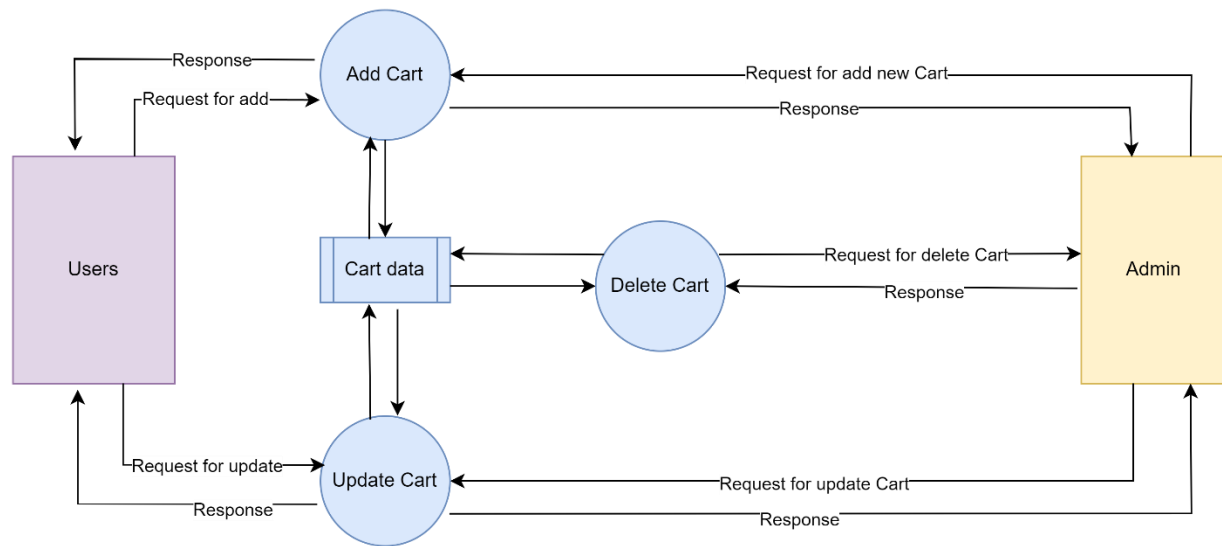 Response
Add Cart
Request for add new Cart
Request for add
Response
Users
Cart data
Request for delete Cart
Delete Cart
Response
Admin
Request for update
Update Cart
Request for update Cart
Response
Response